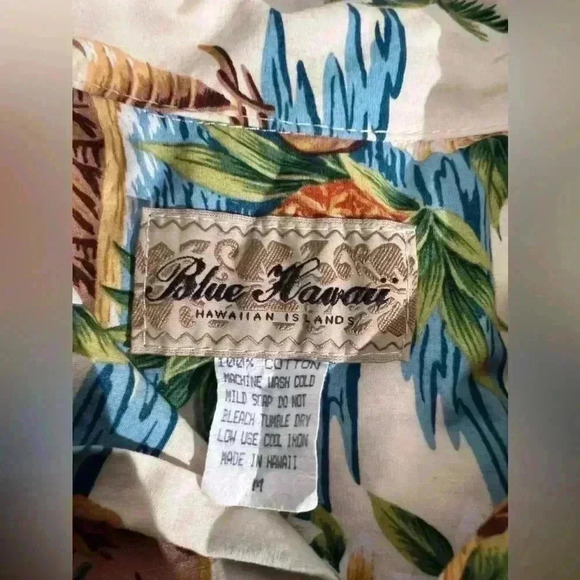 Blue Hawaii
HAWAIIAN ISLANDS
100% COTTON
MACHINE WASH COLD
MILD SOAP DO NOT
BLEACH TUMBLE DRY
LOW USE COOL IRON
MADE IN HAWAII
M